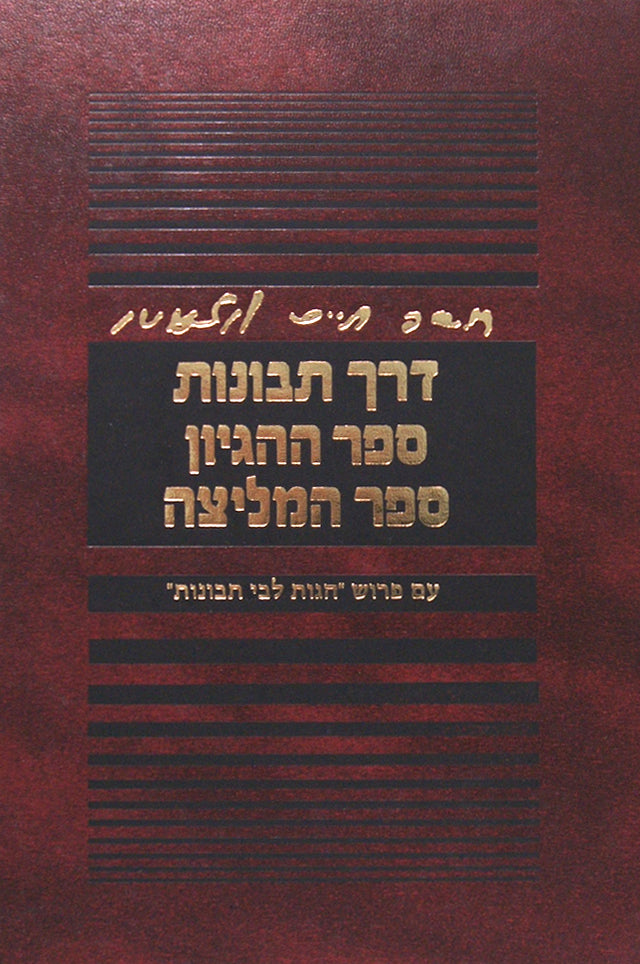 משה חיים לוצאטו
דרך תבונות
ספר ההגיון
ספר המליצה
עם פרוש "הגות לבי תבונות"